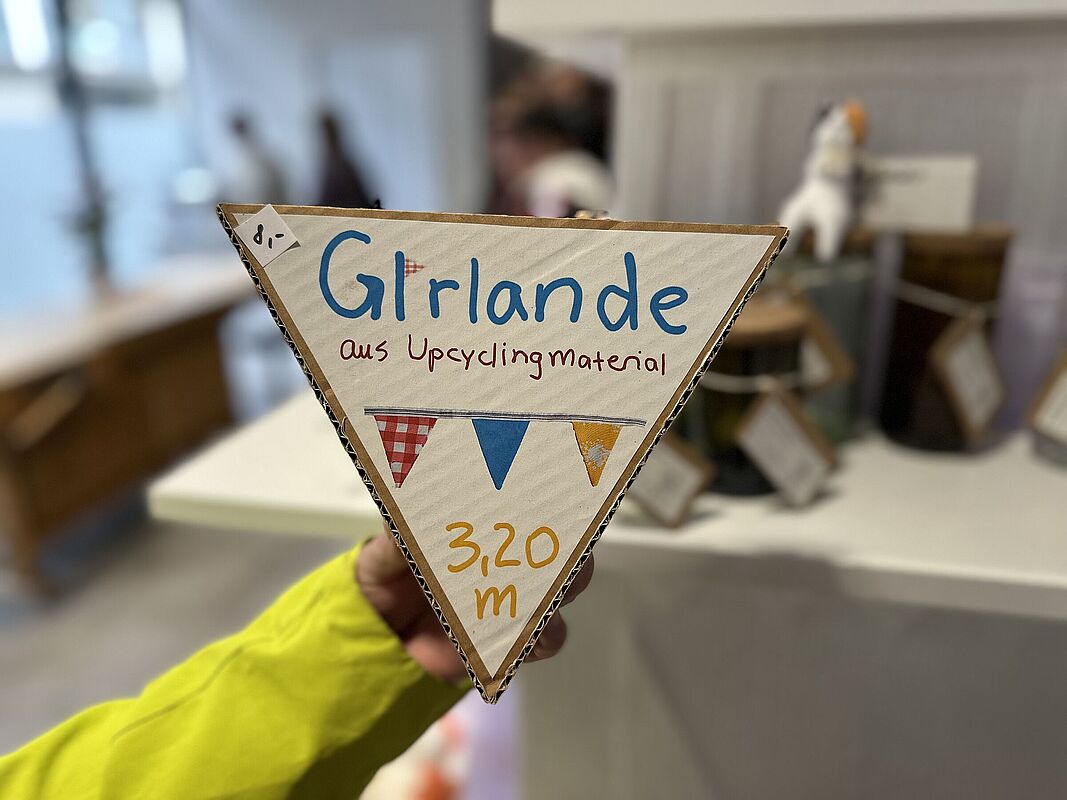 8,-
Girlande
aus Upcyclingmaterial
3,20
m